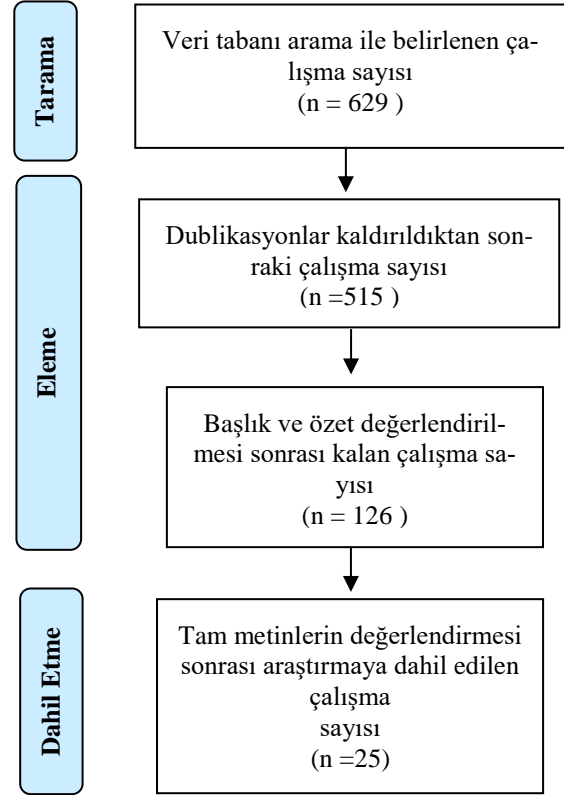 Tarama
Veri tabanı arama ile belirlenen ça-
lışma sayısı
(n = 629 )
Eleme
Dublikasyonlar kaldırıldıktan son-
raki çalışma sayısı
(n =515 )
Başlık ve özet değerlendiril-
mesi sonrası kalan çalışma sa-
yısı
(n = 126 )
Dahil Etme
Tam metinlerin değerlendirmesi
sonrası araştırmaya dahil edilen
çalışma
sayısı
(n =25)